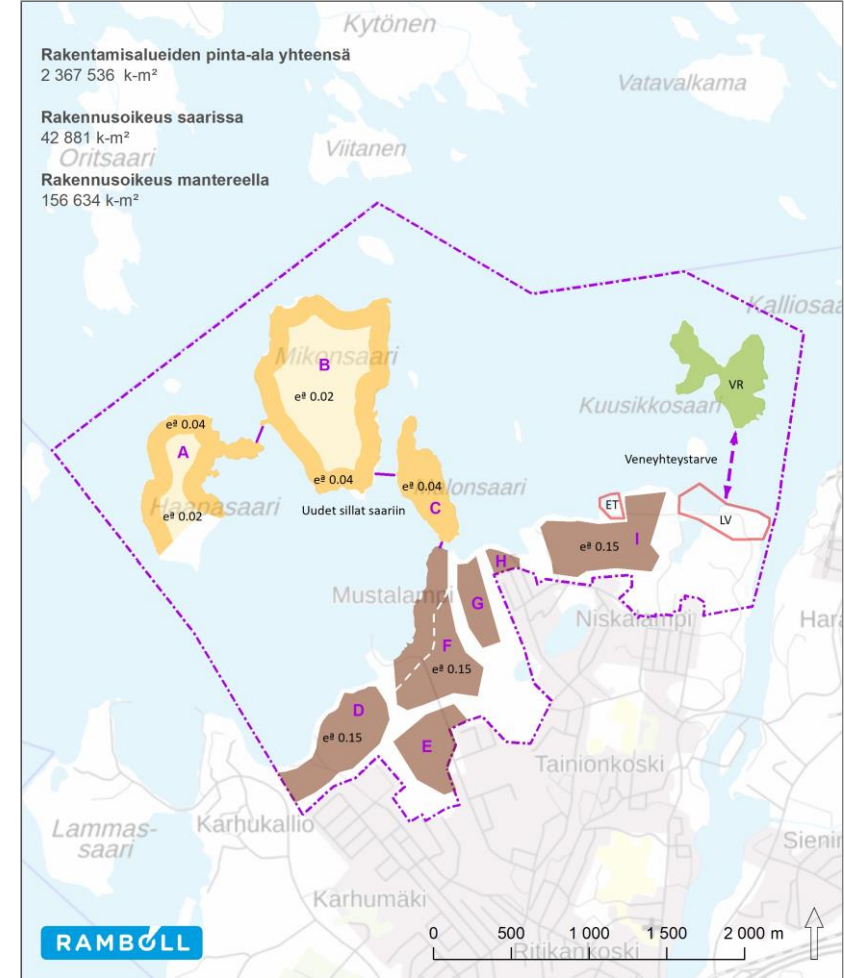 Kytönen
Rakentamisalueiden pinta-ala yhteensä
2 367 536 k-m²
Vatavalkama
Rakennusoikeus saarissa
42 881 k-m²
Oritsaari
Viitanen
Rakennusoikeus mantereella
156 634 k-m²
Kalliosaa
Mikonsaari
B
VR
eª 0.02
Kuusikkosaari
eª 0.04
A
Veneyhteystarve
eª 0.04
eª 0.04
Malonsaari
Haapasaari
eª 0.02
Uudet sillat saariin
C
ET
LV
I
eª 0.15
H
Mustalampi
G
Niskalampi
Hara
F
eª 0.15
D
eª 0.15
E
Tainionkoski
Lammas-
saari
Karhukallio
Sienir
Karhumäki
RAMBOLL
0 500 1 000 1 500 2 000 m
Ritikankoski